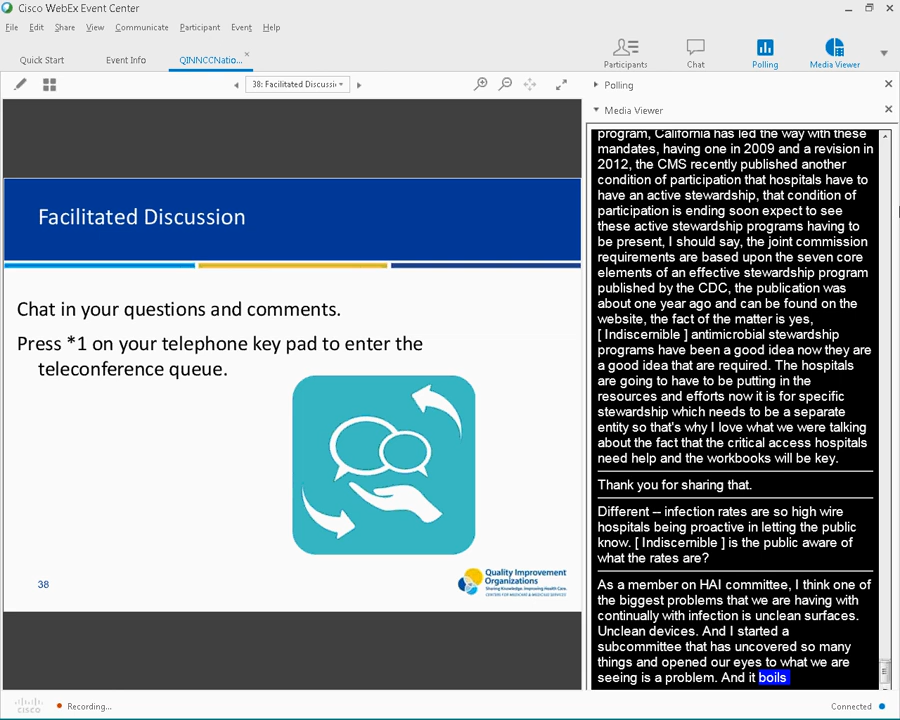 Cisco WebEx Event Center
File Edit Share View Communicate Participant Event Help
Quick Start Event Info QINNCCNatio...
Participants Chat Polling Media Viewer
38: Facilitated Discussi
Polling
Media Viewer
Facilitated Discussion
Chat in your questions and comments.
Press *1 on your telephone key pad to enter the
teleconference queue.
38
Quality Improvement
Organizations
Sharing Knowledge. Improving Health Care.
CENTERS FOR MEDICARE & MEDICAID SERVICES
program, California has led the way with these
mandates, having one in 2009 and a revision in
2012, the CMS recently published another
condition of participation that hospitals have to
have an active stewardship, that condition of
participation is ending soon expect to see
these active stewardship programs having to
be present, I should say, the joint commission
requirements are based upon the seven core
elements of an effective stewardship program
published by the CDC, the publication was
about one year ago and can be found on the
website, the fact of the matter is yes,
[ Indiscernible ] antimicrobial stewardship
programs have been a good idea now they are
a good idea that are required. The hospitals
are going to have to be putting in the
resources and efforts now it is for specific
stewardship which needs to be a separate
entity so that's why I love what we were talking
about the fact that the critical access hospitals
need help and the workbooks will be key.
Thank you for sharing that.
Different – infection rates are so high wire
hospitals being proactive in letting the public
know. [ Indiscernible ] is the public aware of
what the rates are?
As a member on HAI committee, I think one of
the biggest problems that we are having with
continually with infection is unclean surfaces.
Unclean devices. And I started a
subcommittee that has uncovered so many
things and opened our eyes to what we are
seeing is a problem. And it boils
cisco Recording... Connected